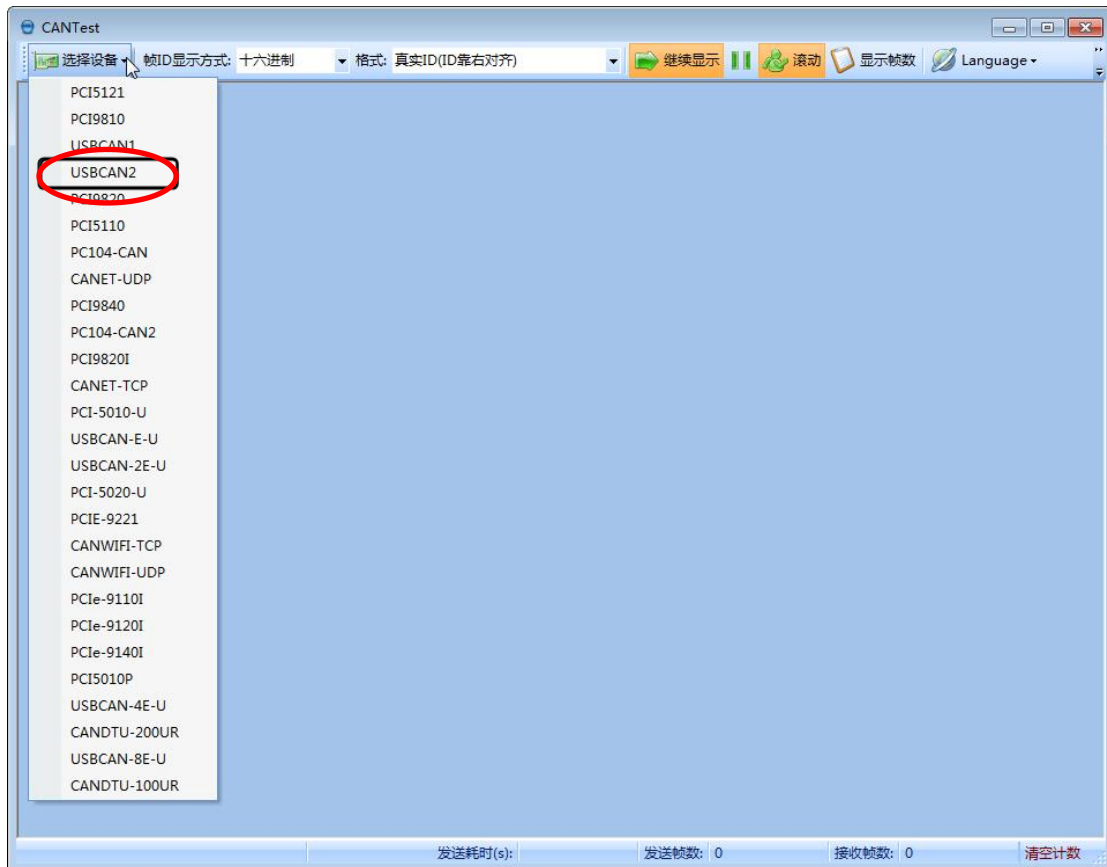 CANTest
选择设备 帧ID显示方式: 十六进制 格式: 真实ID(ID靠右对齐) 继续显示 滚动 显示帧数 Language
PCI5121
PCI9810
USBCAN1
USBCAN2
PCI9820
PCI5110
PC104-CAN
CANET-UDP
PCI9840
PC104-CAN2
PCI9820I
CANET-TCP
PCI-5010-U
USBCAN-E-U
USBCAN-2E-U
PCI-5020-U
PCIE-9221
CANWIFI-TCP
CANWIFI-UDP
PCIe-9110I
PCIe-9120I
PCIe-9140I
PCI5010P
USBCAN-4E-U
CANDTU-200UR
USBCAN-8E-U
CANDTU-100UR
发送耗时(s): 发送帧数: 0 接收帧数: 0 清空计数